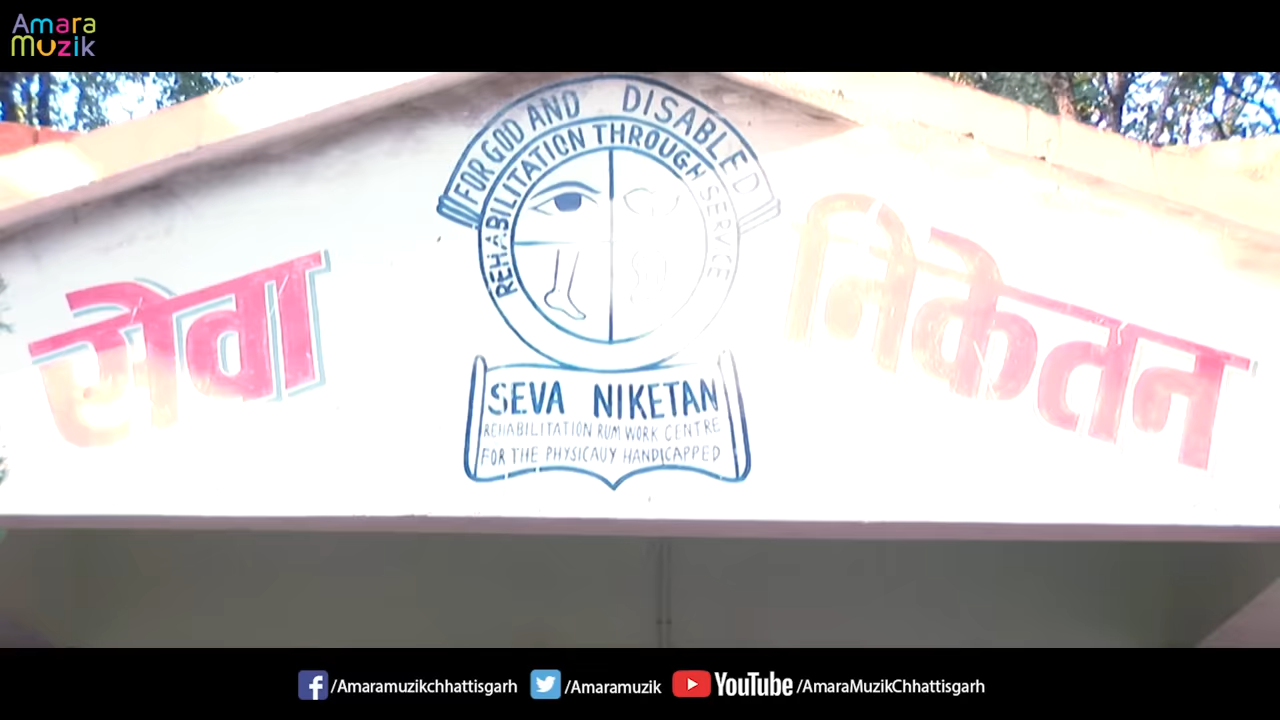 Amara
Muzik
FOR GOD AND DISABLED
REHABILITATION THROUGH SERVICE
सेवा
निकेतन
SEVA NIKETAN
REHABILITATION RUM WORK CENTRE
FOR THE PHYSICAUY HANDICAPPED
/Amaramuzikchhattisgarh
/Amaramuzik
YouTube /AmaraMuzikChhattisgarh